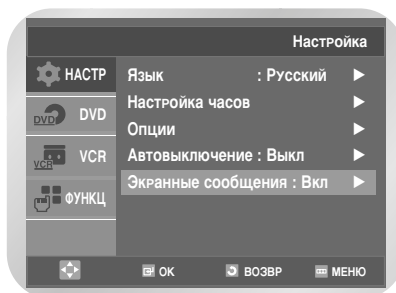 Настройка
НАСТР
Язык : Русский ►
Настройка часов ►
DVD DVD
Опции ►
VCR VCR
Автовыключение : Выкл ►
Экранные сообщения : Вкл ►
ФУНКЦ
ОК ВОЗВР МЕНЮ